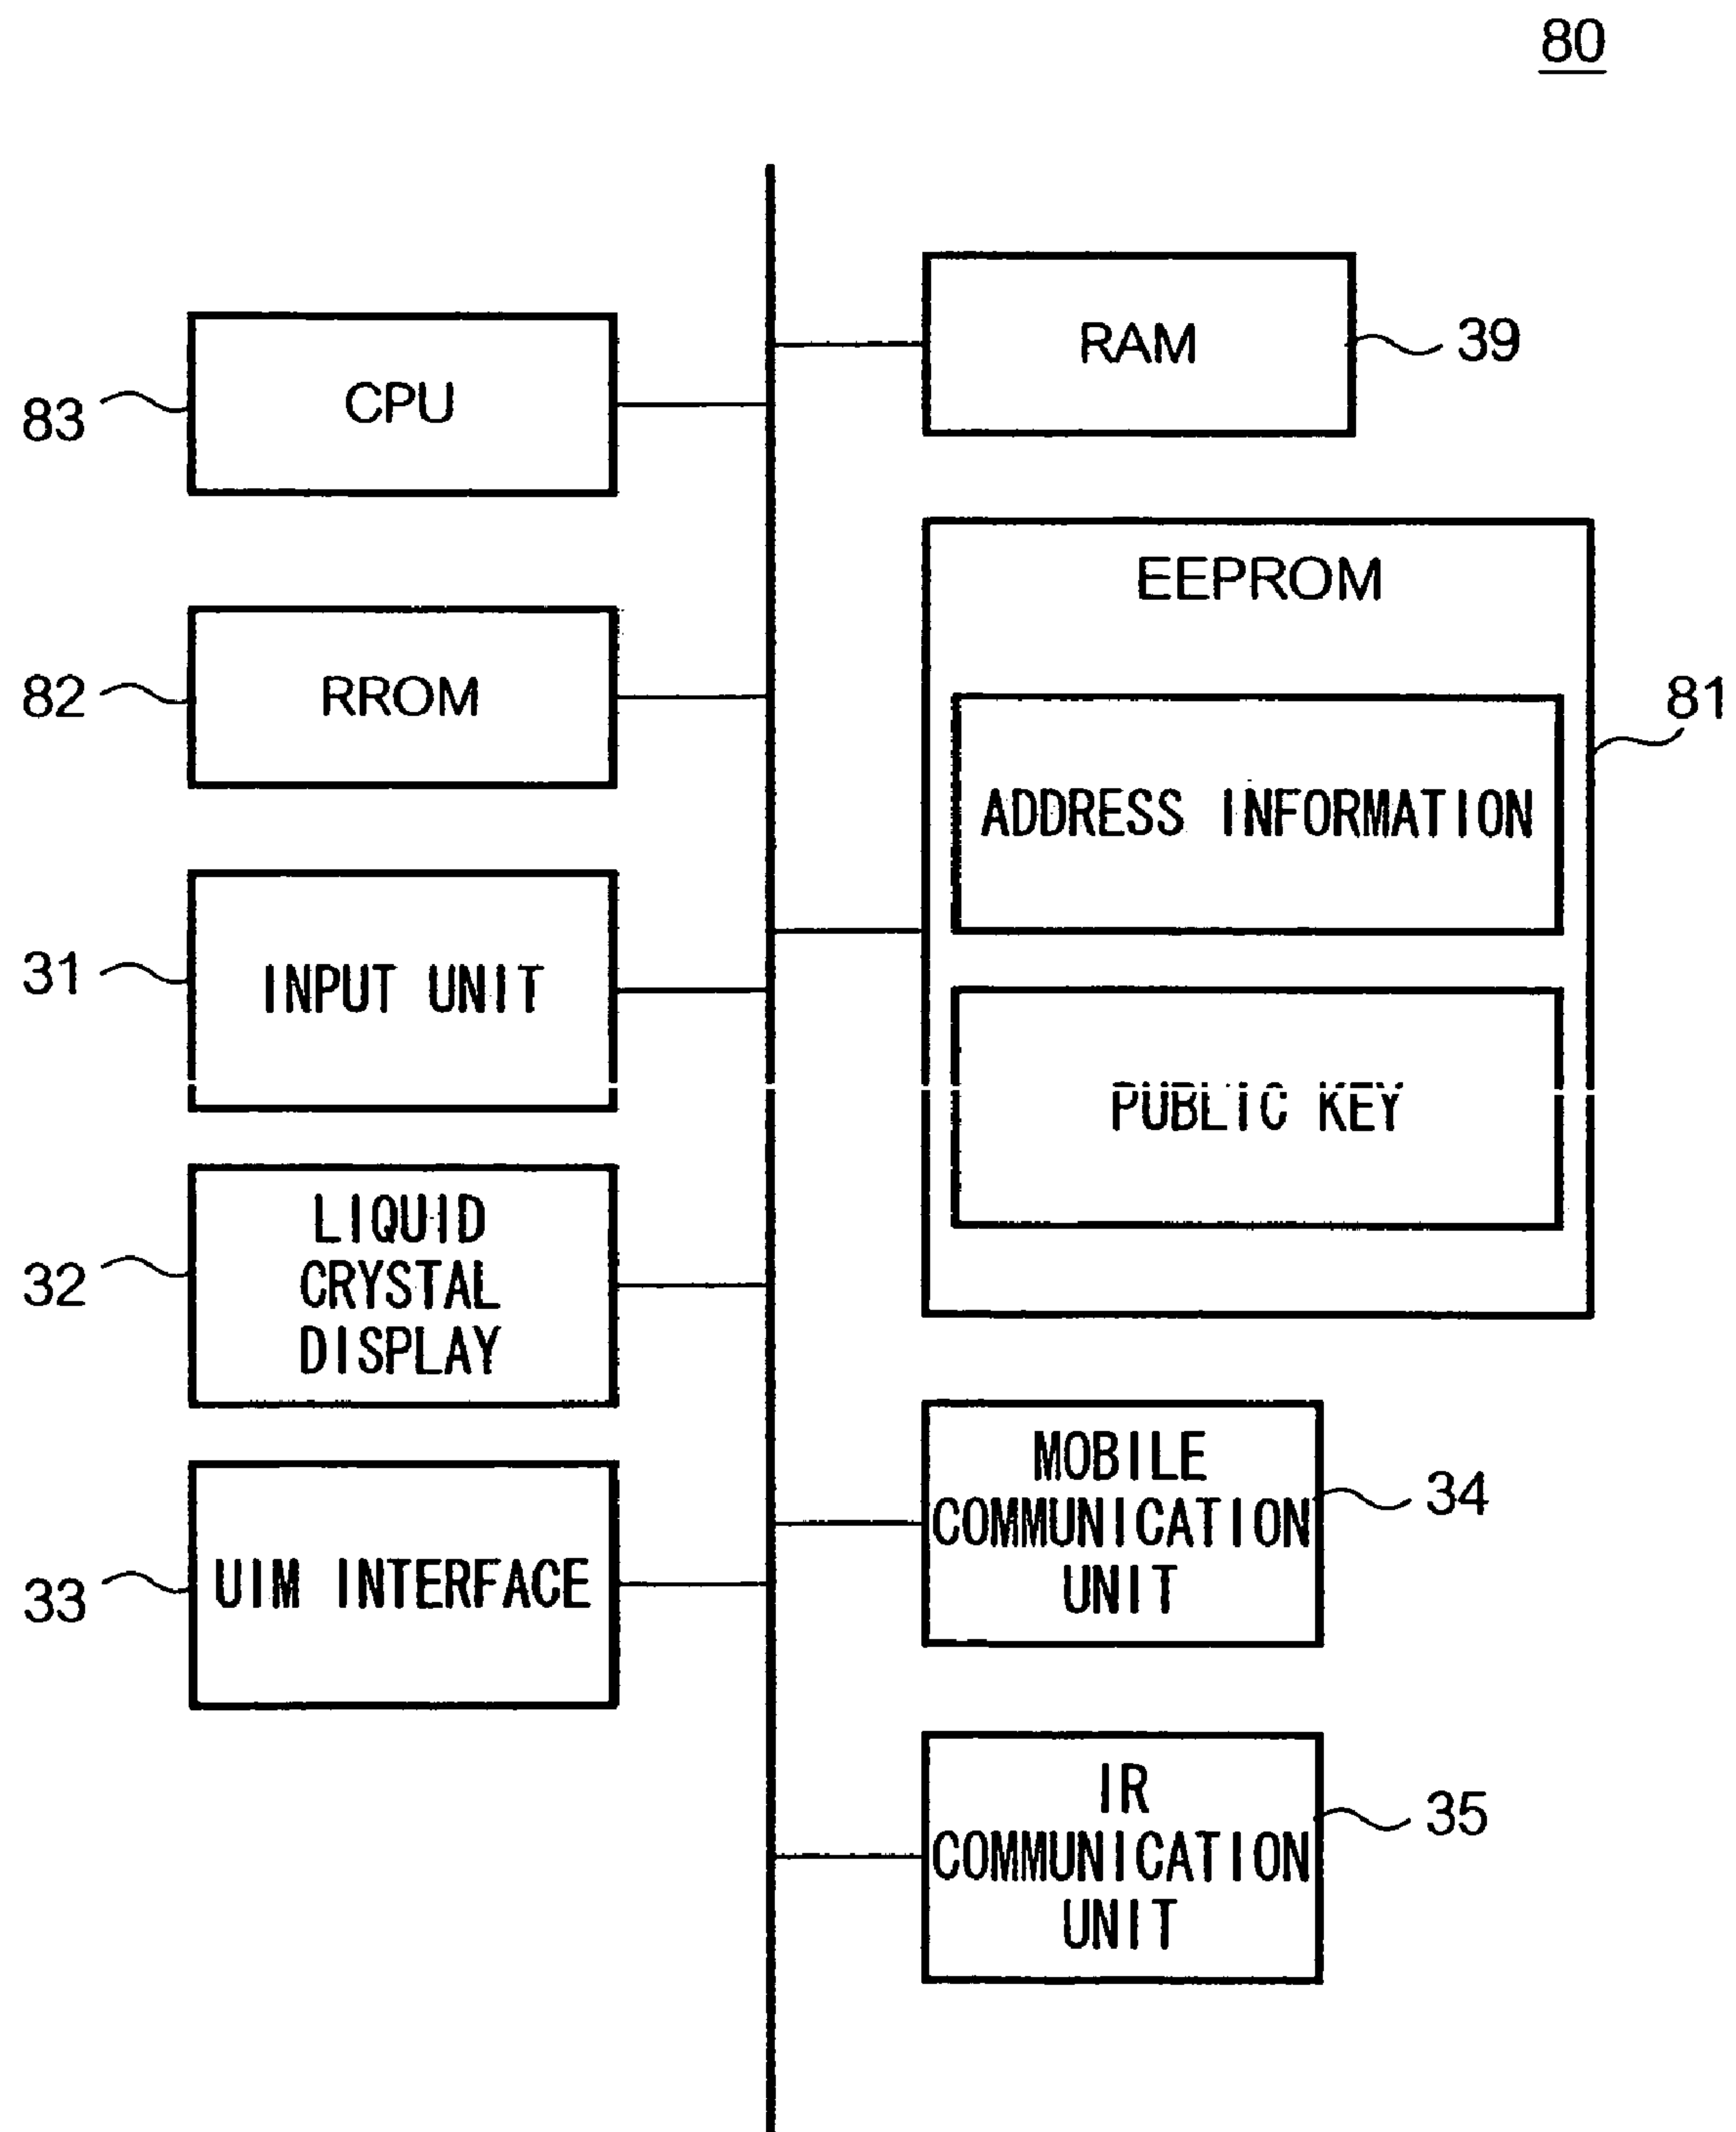 80
83
CPU
82
RROM
31
INPUT UNIT
32
LIQUID
CRYSTAL
DISPLAY
33
UIM INTERFACE
RAM
39
EEPROM
81
ADDRESS INFORMATION
PUBLIC KEY
MOBILE
COMMUNICATION
UNIT
34
IR
COMMUNICATION
UNIT
35